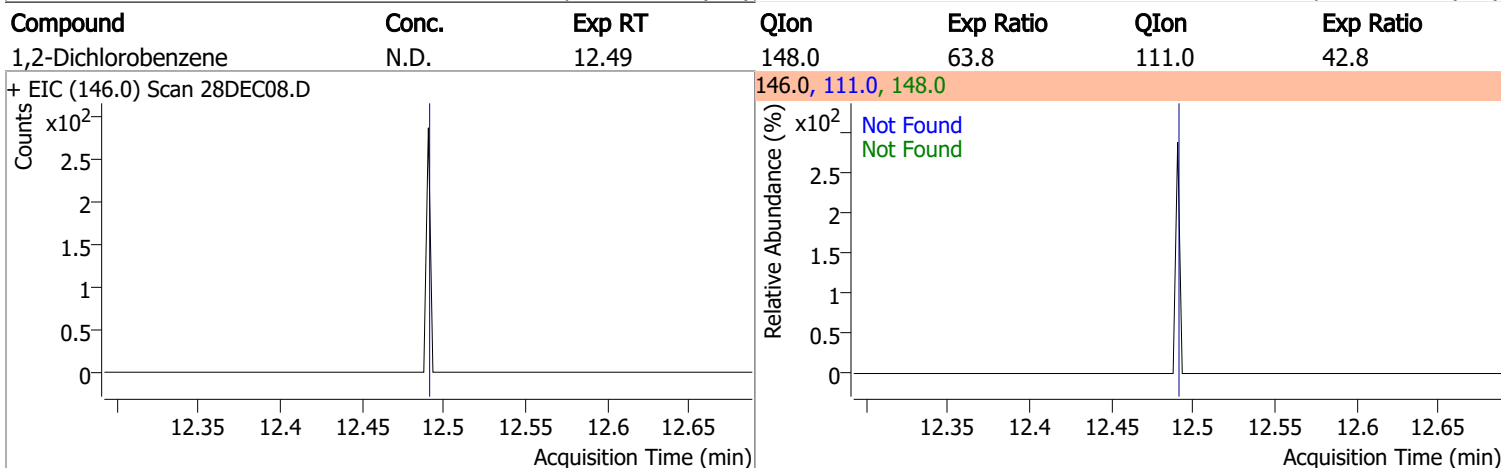 Compound Conc. Exp RT QIon Exp Ratio QIon Exp Ratio
1,2-Dichlorobenzene N.D. 12.49 148.0 63.8 111.0 42.8
+ EIC (146.0) Scan 28DEC08.D
Counts
x10²
2.5
2
1.5
1
0.5
0
12.35 12.4 12.45 12.5 12.55 12.6 12.65
Acquisition Time (min)
146.0, 111.0, 148.0
Relative Abundance (%)
x10²
Not Found
Not Found
2.5
2
1.5
1
0.5
0
12.35 12.4 12.45 12.5 12.55 12.6 12.65
Acquisition Time (min)